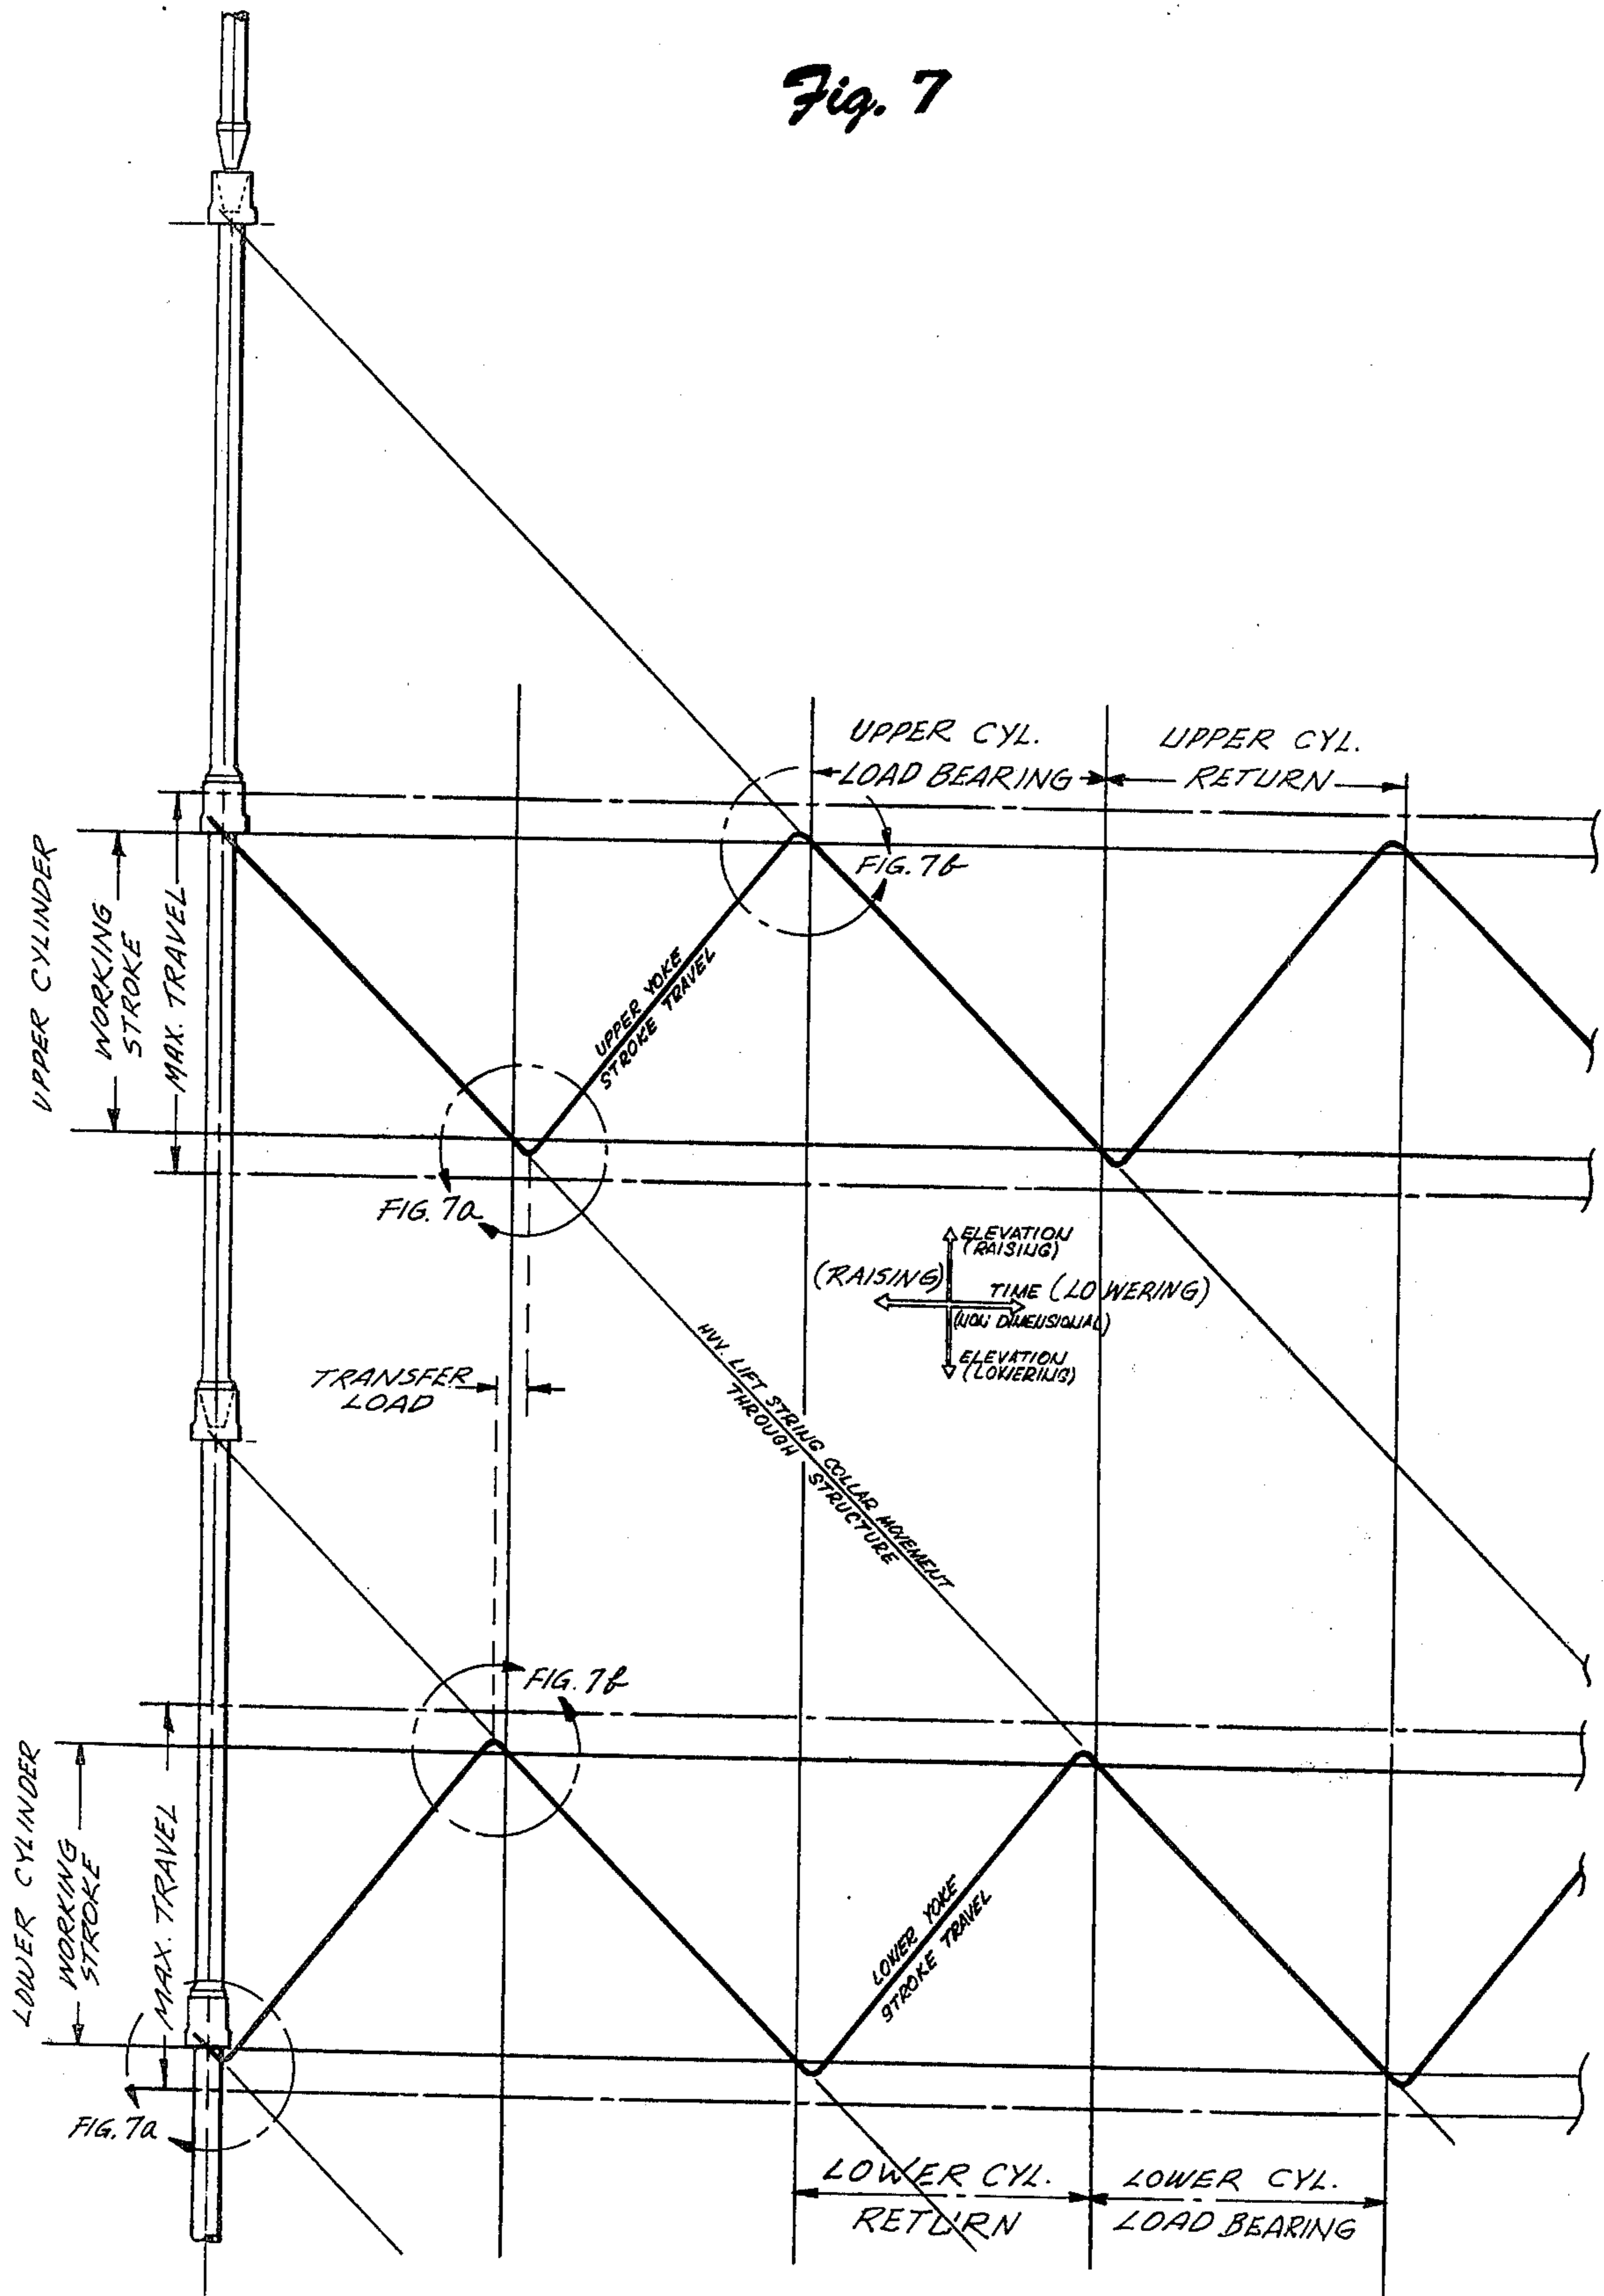 Fig. 7
UPPER CYL.
LOAD BEARING
UPPER CYL.
RETURN
FIG. 7b
UPPER CYLINDER
WORKING
STROKE
MAX. TRAVEL
UPPER YOKE
STROKE TRAVEL
FIG. 7a
ELEVATION
(RAISING)
(RAISING)
TIME (LOWERING)
(NON DIMENSIONAL)
ELEVATION
(LOWERING)
TRANSFER
LOAD
HVY. LIFT STRING COLLAR MOVEMENT
THROUGH STRUCTURE
FIG. 7b
LOWER CYLINDER
WORKING
STROKE
MAX. TRAVEL
LOWER YOKE
STROKE TRAVEL
FIG. 7a
LOWER CYL.
RETURN
LOWER CYL.
LOAD BEARING